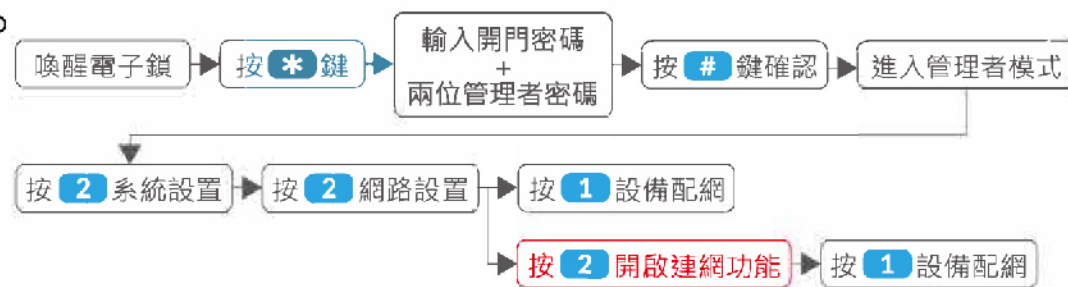 喚醒電子鎖
按 * 鍵
輸入開門密碼
+
兩位管理者密碼
按 # 鍵確認
進入管理者模式
按 2 系統設置
按 2 網路設置
按 1 設備配網
按 2 開啟連網功能
按 1 設備配網